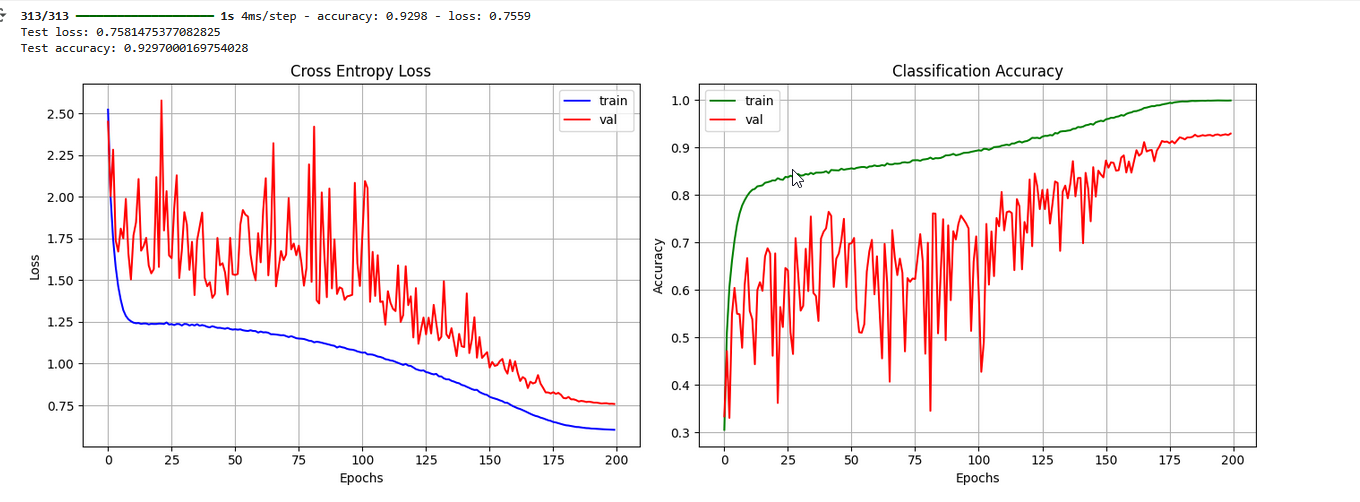 313/313 ━━━━━━━━━━━━━━━━━━━━ 1s 4ms/step - accuracy: 0.9298 - loss: 0.7559
Test loss: 0.7581475377082825
Test accuracy: 0.9297000169754028
Cross Entropy Loss
train
val
2.50
2.25
2.00
1.75
1.50
1.25
1.00
0.75
Loss
0 25 50 75 100 125 150 175 200
Epochs
Classification Accuracy
train
val
1.0
0.9
0.8
0.7
0.6
0.5
0.4
0.3
Accuracy
0 25 50 75 100 125 150 175 200
Epochs